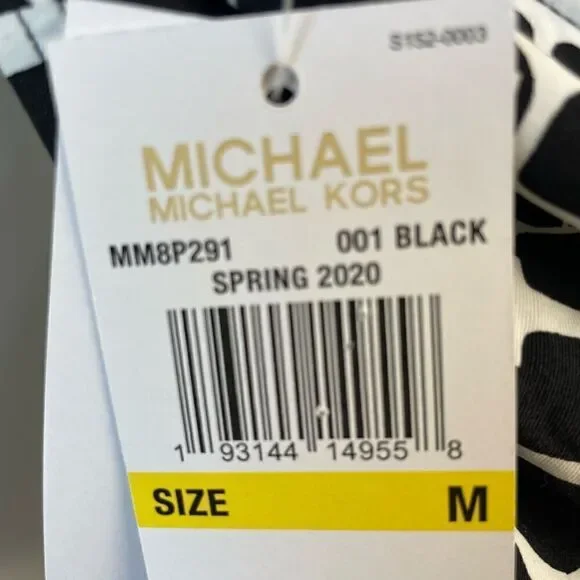 S152-0003
MICHAEL
MICHAEL KORS
MM8P291 001 BLACK
SPRING 2020
1 93144 14955 8
SIZE M